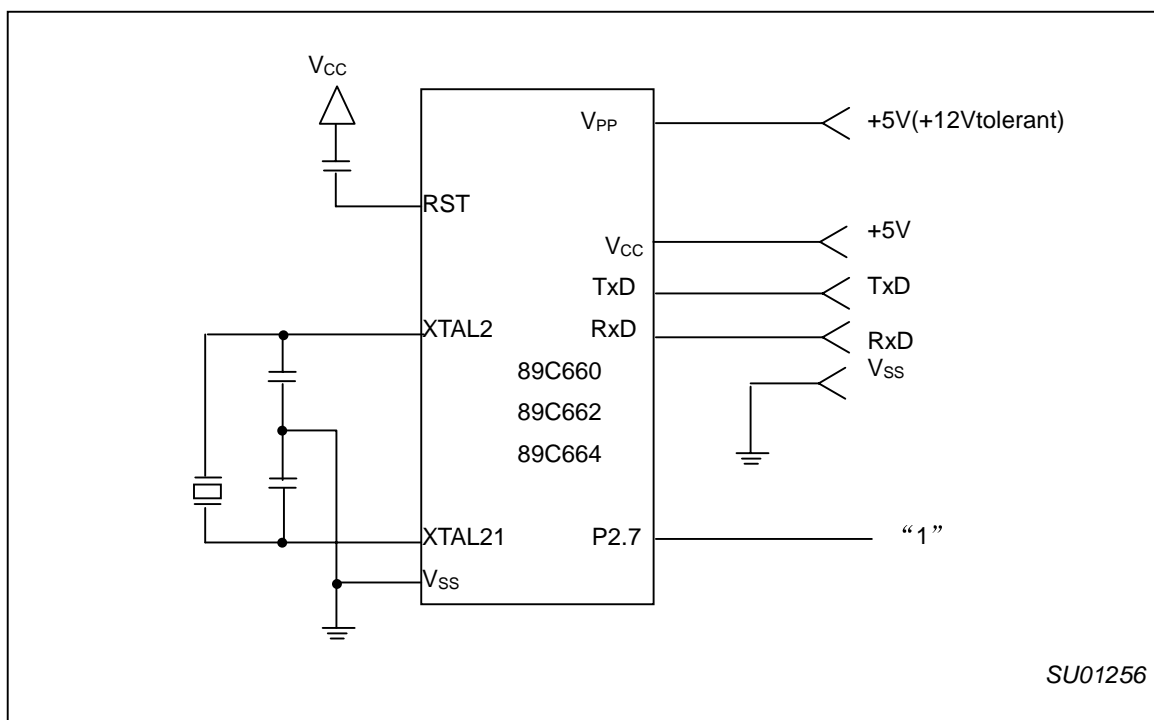 VCC
VPP
+5V(+12Vtolerant)
RST
VCC
+5V
TxD
TxD
XTAL2
RxD
RxD
VSS
89C660
89C662
89C664
XTAL21
P2.7
“1”
VSS
SU01256